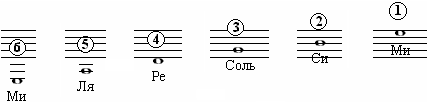 ⑥ ⑤ ④ ③ ② ①
Ми Ля Ре Соль Си Ми